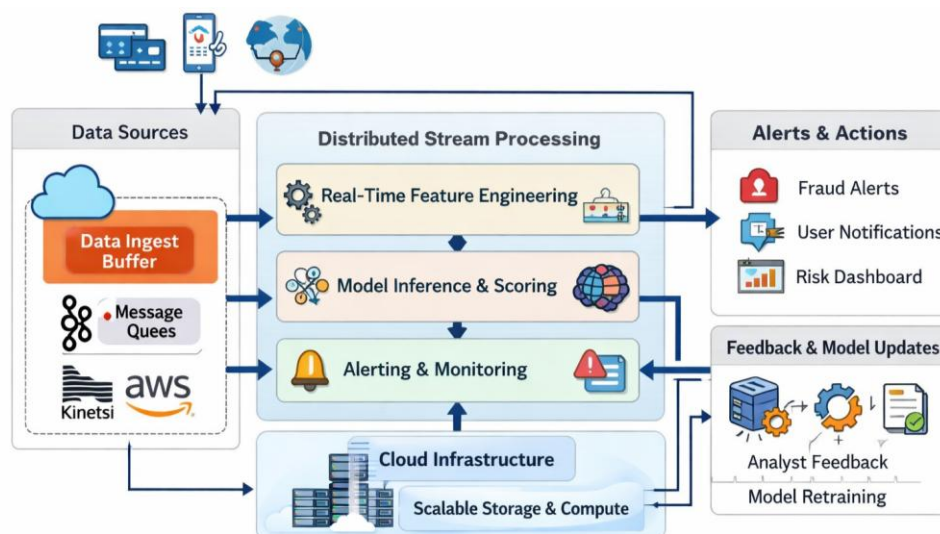 Data Sources
Data Ingest
Buffer
Message
Quees
Kinetsi
aws
Distributed Stream Processing
Real-Time Feature Engineering
Model Inference & Scoring
Alerting & Monitoring
Cloud Infrastructure
Scalable Storage & Compute
Alerts & Actions
Fraud Alerts
User Notifications
Risk Dashboard
Feedback & Model Updates
Analyst Feedback
Model Retraining